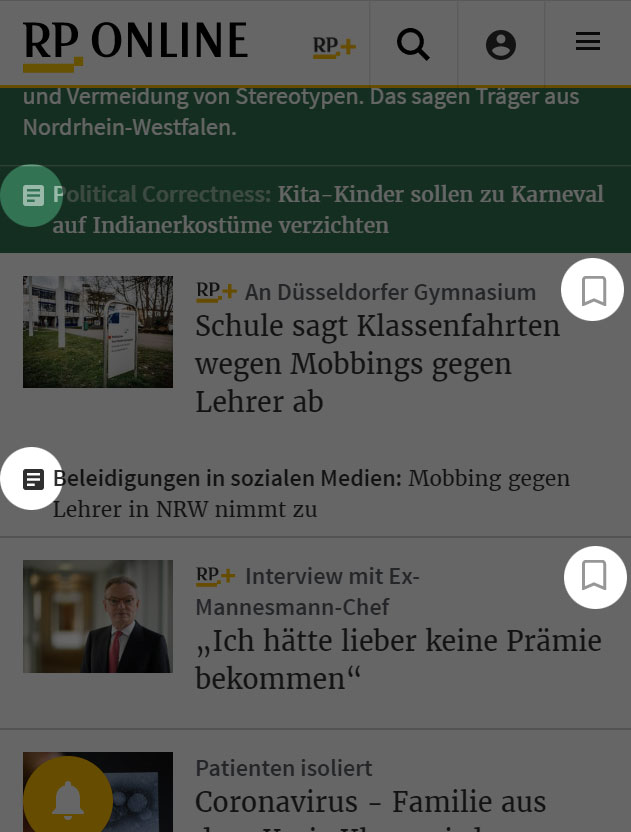 RP ONLINE
RP+
und Vermeidung von Stereotypen. Das sagen Träger aus
Nordrhein-Westfalen.
Political Correctness: Kita-Kinder sollen zu Karneval
auf Indianerkostüme verzichten
RP+ An Düsseldorfer Gymnasium
Schule sagt Klassenfahrten
wegen Mobbings gegen
Lehrer ab
Beleidigungen in sozialen Medien: Mobbing gegen
Lehrer in NRW nimmt zu
RP+ Interview mit Ex-
Mannesmann-Chef
„Ich hätte lieber keine Prämie
bekommen“
Patienten isoliert
Coronavirus - Familie aus